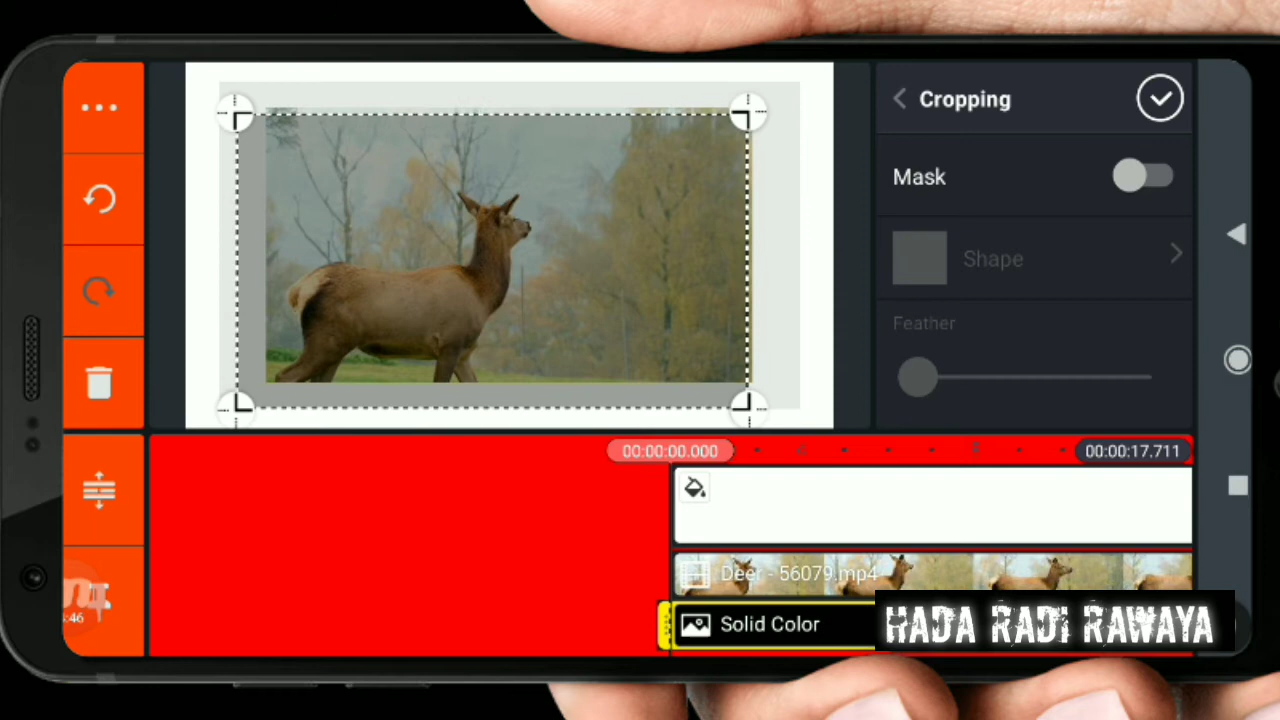 Cropping
Mask
Shape
Feather
00:00:00.000
00:00:17.711
Deer - 56079.mp4
Solid Color
:46
HADA RADI RAWAYA